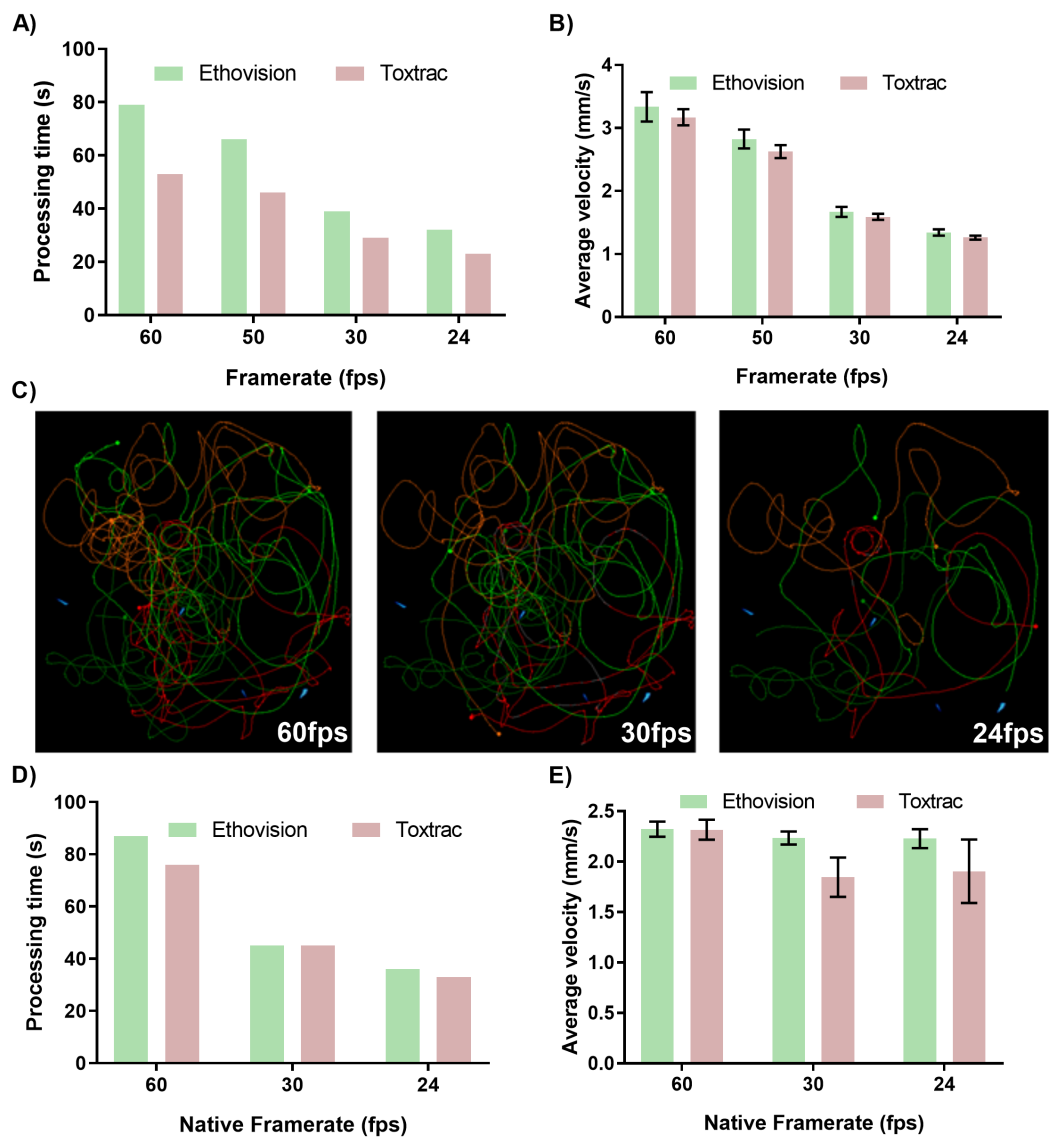 A)
Processing time (s)
100
80
60
40
20
0
Ethovision
Toxtrac
60
50
30
24
Framerate (fps)
B)
Average velocity (mm/s)
4
3
2
1
0
Ethovision
Toxtrac
60
50
30
24
Framerate (fps)
C)
60fps
30fps
24fps
D)
Processing time (s)
100
80
60
40
20
0
Ethovision
Toxtrac
60
30
24
Native Framerate (fps)
E)
Average velocity (mm/s)
2.5
2.0
1.5
1.0
0.5
0.0
Ethovision
Toxtrac
60
30
24
Native Framerate (fps)